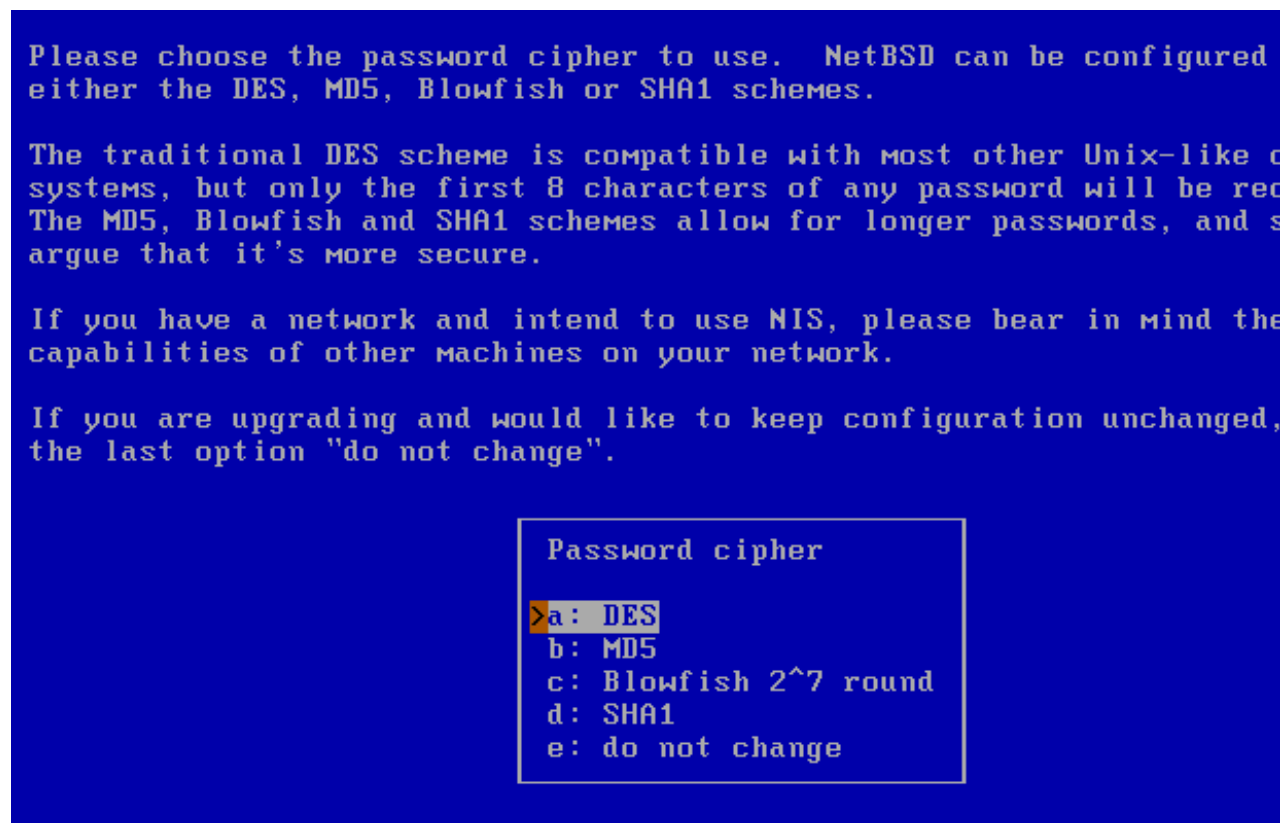 Please choose the password cipher to use.  NetBSD can be configured
either the DES, MD5, Blowfish or SHA1 schemes.
The traditional DES scheme is compatible with most other Unix-like
systems, but only the first 8 characters of any password will be
The MD5, Blowfish and SHA1 schemes allow for longer passwords, and
argue that it's more secure.
If you have a network and intend to use NIS, please bear in mind the
capabilities of other machines on your network.
If you are upgrading and would like to keep configuration unchanged,
the last option "do not change".
Password cipher
>a: DES
b: MD5
c: Blowfish 2^7 round
d: SHA1
e: do not change